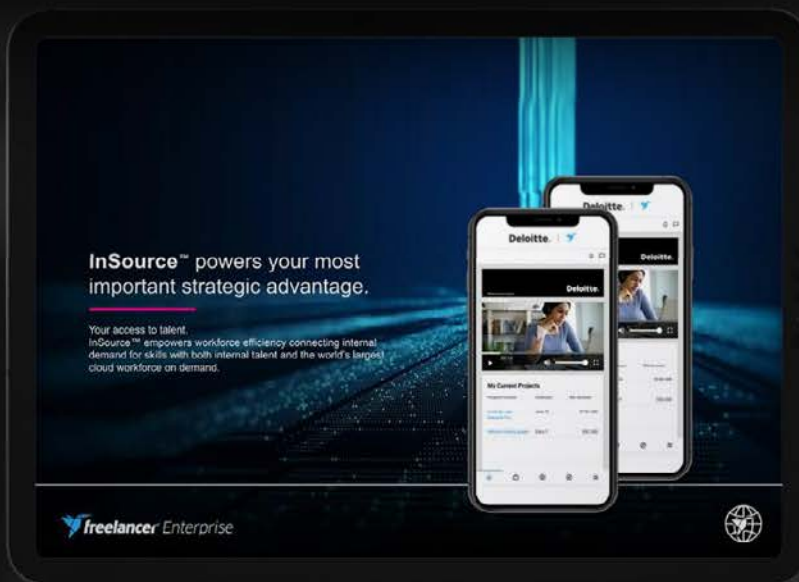 InSource™ powers your most
important strategic advantage.
Your access to talent.
InSource™ empowers workforce efficiency connecting internal
demand for skills with both internal talent and the world's largest
cloud workforce on demand.
Deloitte.
Deloitte.
Deloitte.
Deloitte.
My Current Projects
freelancer Enterprise